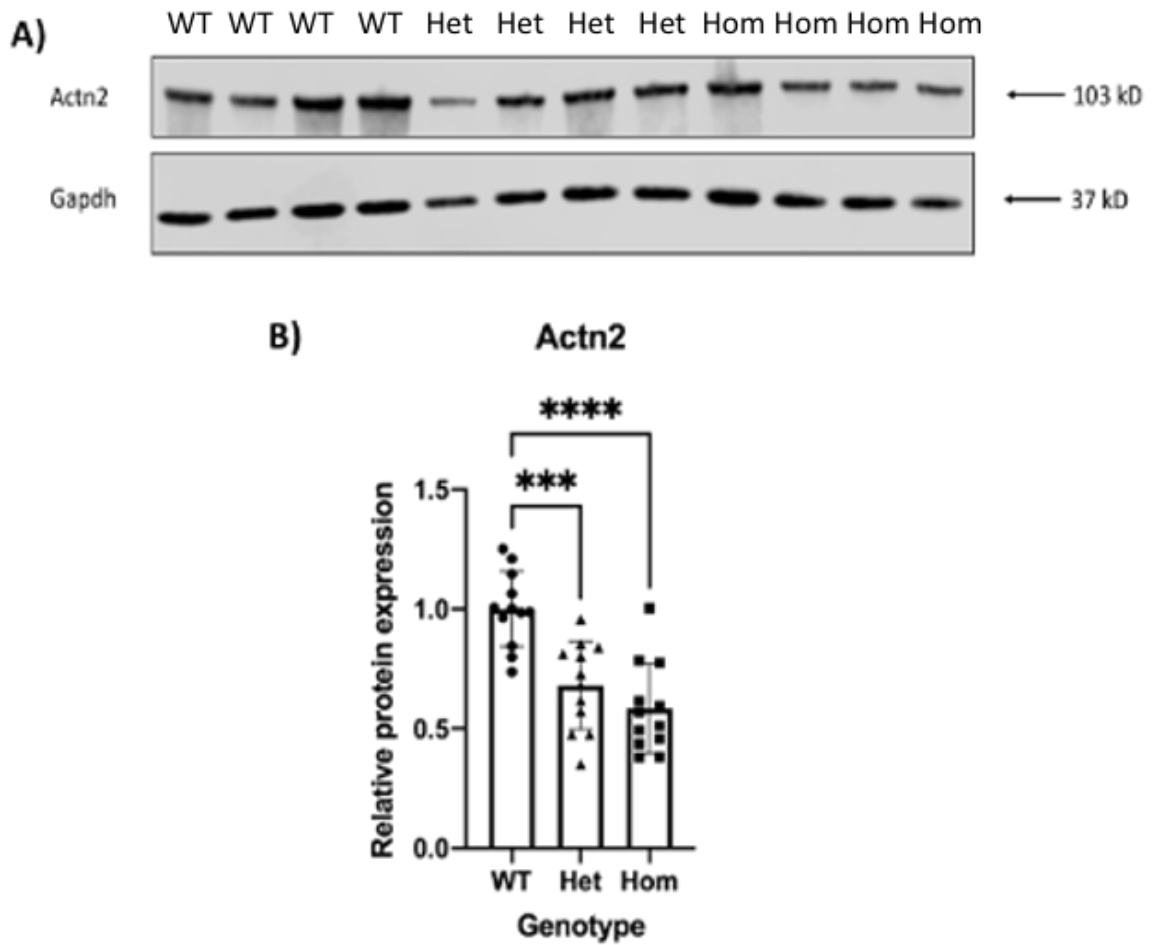 A) WT WT WT WT Het Het Het Het Hom Hom Hom Hom
Actn2 103 kD
Gapdh 37 kD
B) Actn2
****
***
Relative protein expression
1.5
1.0
0.5
0.0
WT Het Hom
Genotype